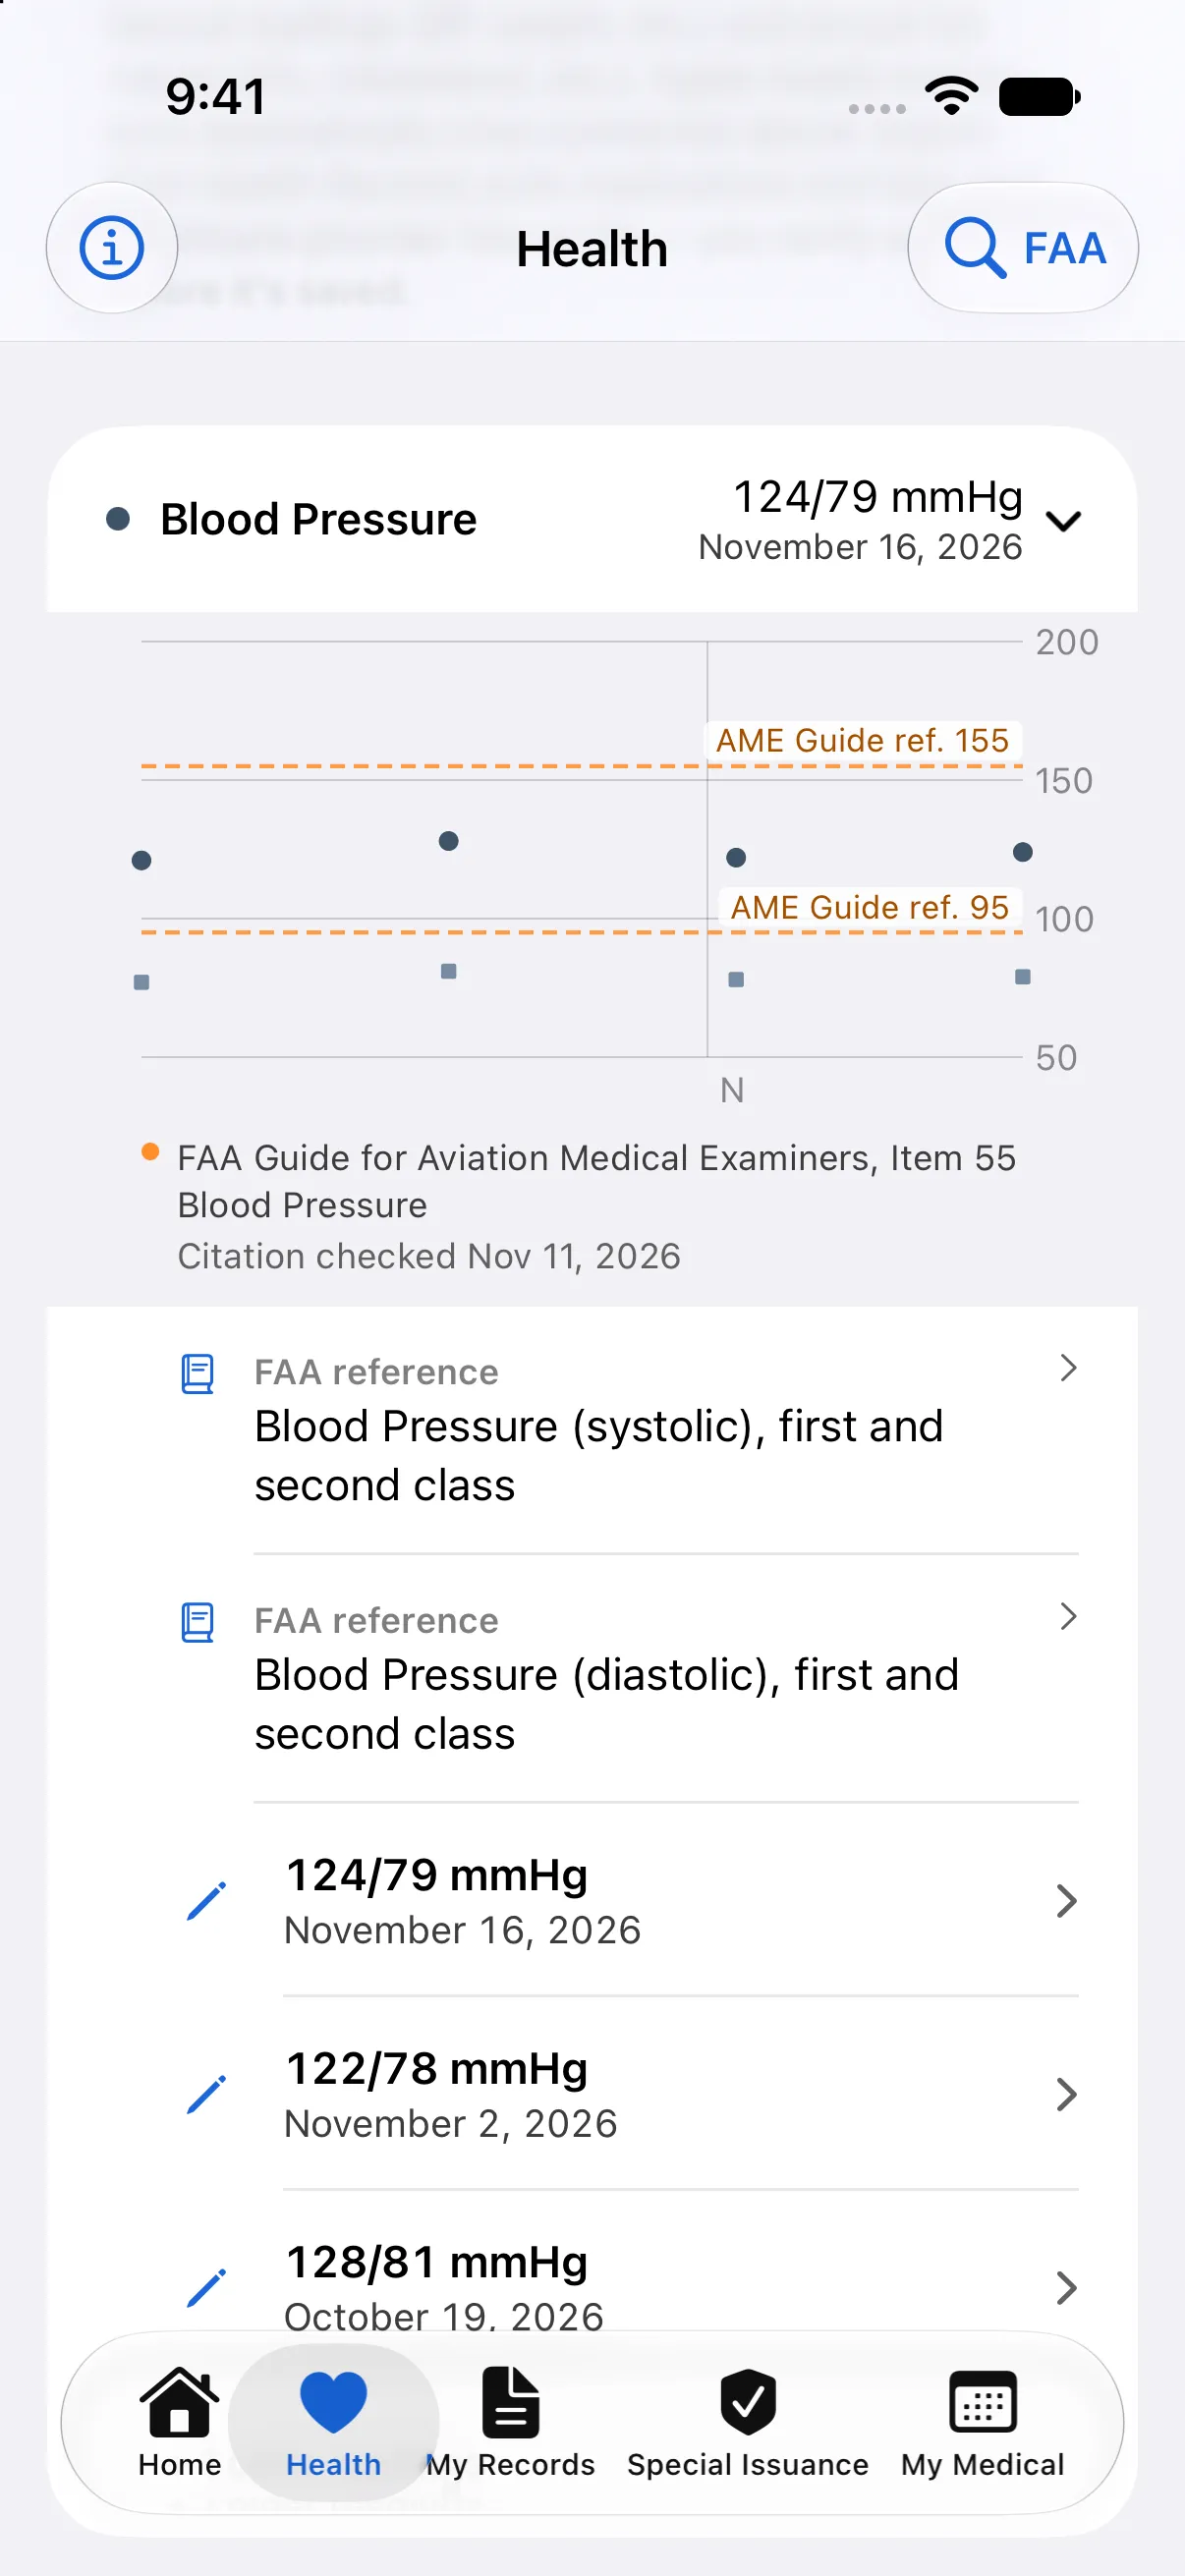 9:41
Health
FAA
ore it's saved.
Blood Pressure
124/79 mmHg
November 16, 2026
200
AME Guide ref. 155
150
AME Guide ref. 95
100
50
N
FAA Guide for Aviation Medical Examiners, Item 55
Blood Pressure
Citation checked Nov 11, 2026
FAA reference
Blood Pressure (systolic), first and
second class
FAA reference
Blood Pressure (diastolic), first and
second class
124/79 mmHg
November 16, 2026
122/78 mmHg
November 2, 2026
128/81 mmHg
October 19, 2026
Home
Health
My Records
Special Issuance
My Medical